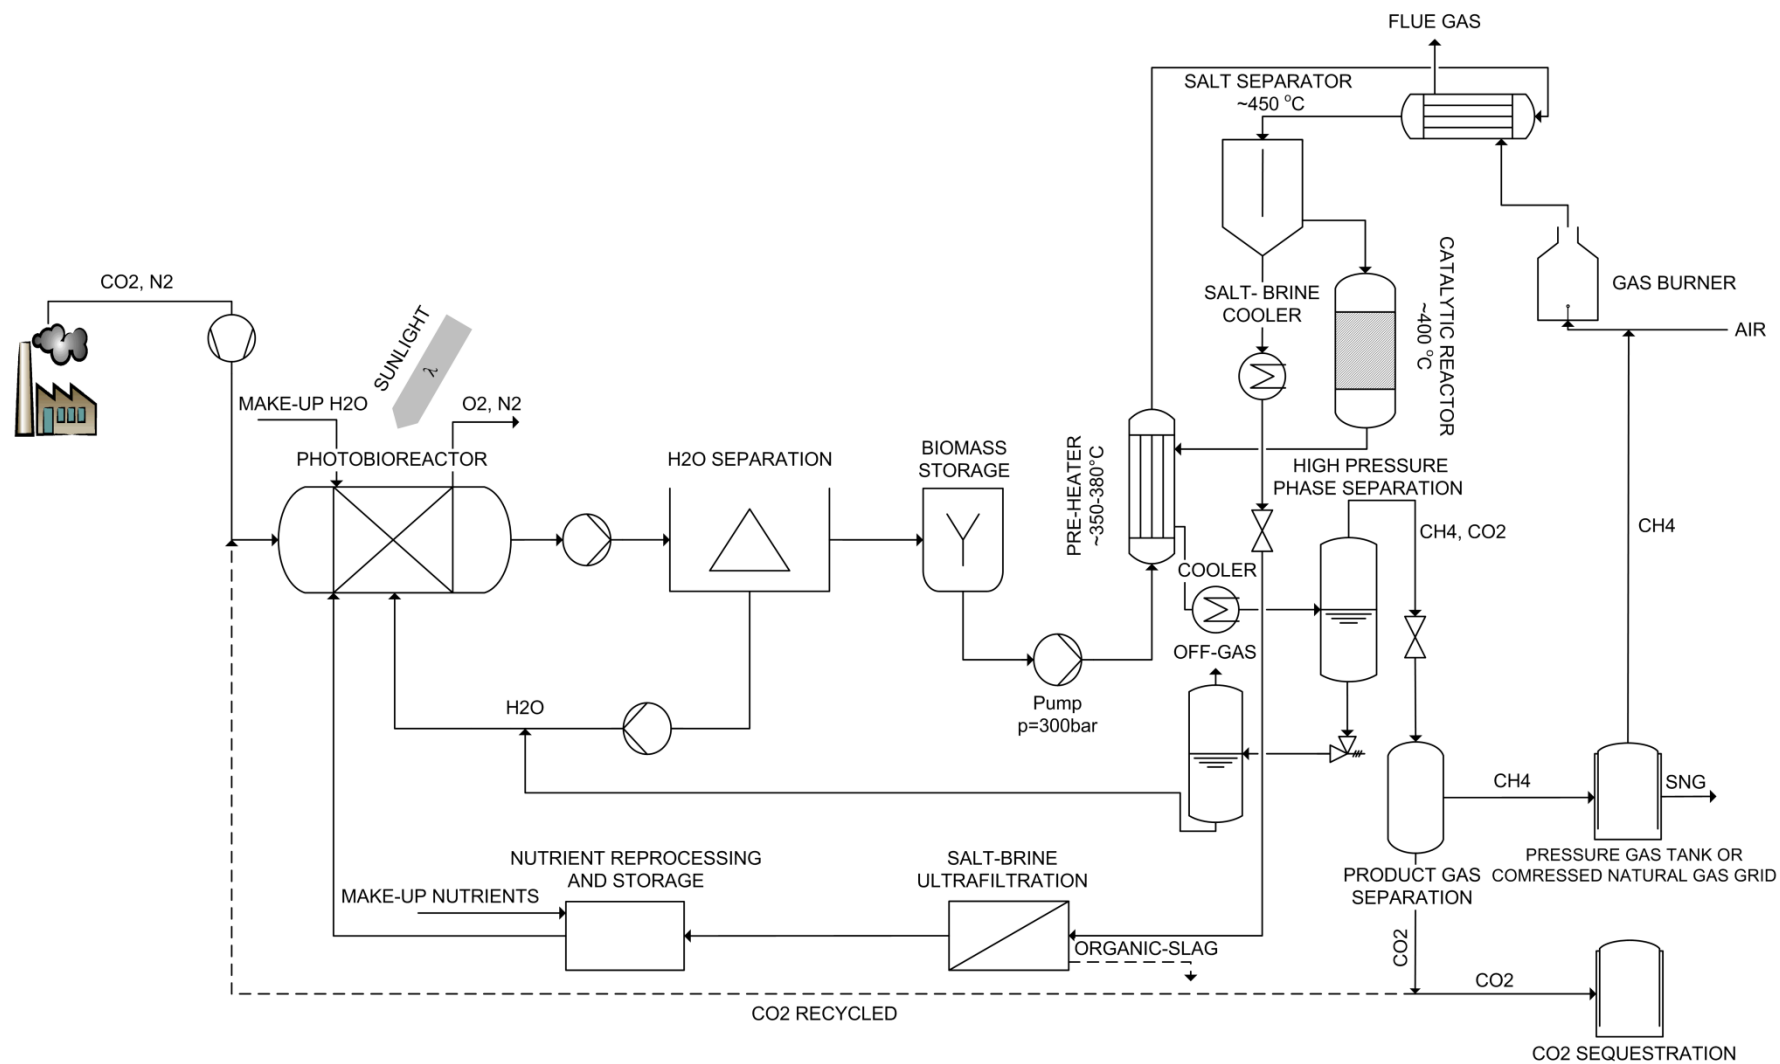 FLUE GAS
SALT SEPARATOR
~450 °C
CO2, N2
SUNLIGHT
λ
MAKE-UP H2O
O2, N2
PHOTOBIOREACTOR
H2O SEPARATION
BIOMASS
STORAGE
PRE-HEATER
~350-380°C
SALT- BRINE
COOLER
CATALYTIC REACTOR
~400 °C
GAS BURNER
AIR
HIGH PRESSURE
PHASE SEPARATION
CH4, CO2
CH4
COOLER
OFF-GAS
Pump
p=300bar
H2O
CH4
SNG
PRESSURE GAS TANK OR
COMRESSED NATURAL GAS GRID
PRODUCT GAS
SEPARATION
NUTRIENT REPROCESSING
AND STORAGE
MAKE-UP NUTRIENTS
SALT-BRINE
ULTRAFILTRATION
ORGANIC-SLAG
CO2
CO2
CO2 RECYCLED
CO2 SEQUESTRATION